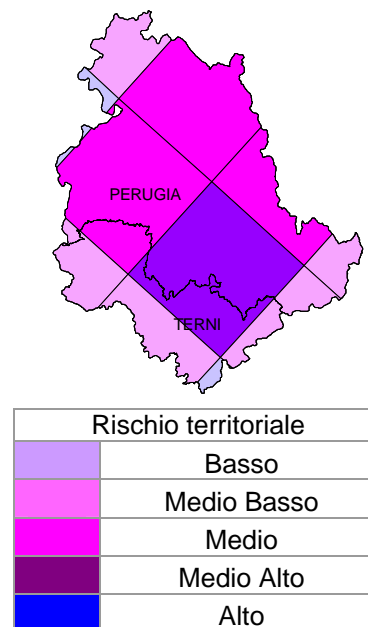 PERUGIA
TERNI
Rischio territoriale
Basso
Medio Basso
Medio
Medio Alto
Alto